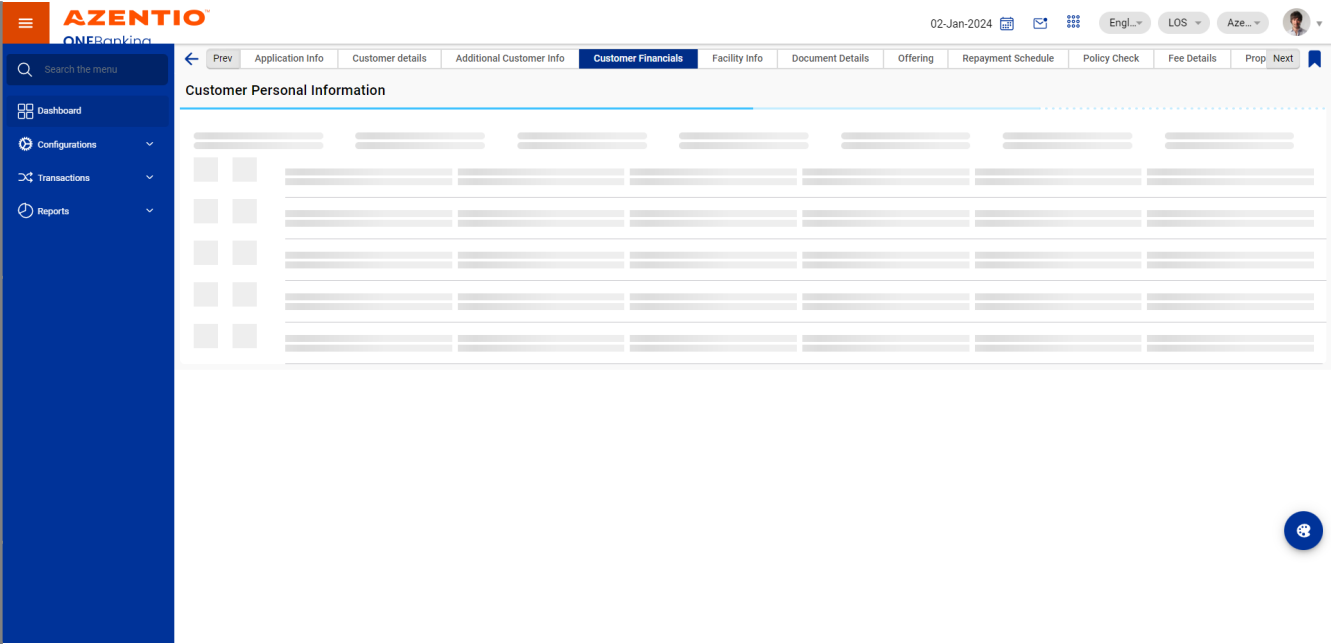 AZENTIO™
ONEBanking
02-Jan-2024
Engl...
LOS
Aze...
Search the menu
Dashboard
Configurations
Transactions
Reports
Prev
Application Info
Customer details
Additional Customer Info
Customer Financials
Facility Info
Document Details
Offering
Repayment Schedule
Policy Check
Fee Details
Prop
Next
Customer Personal Information